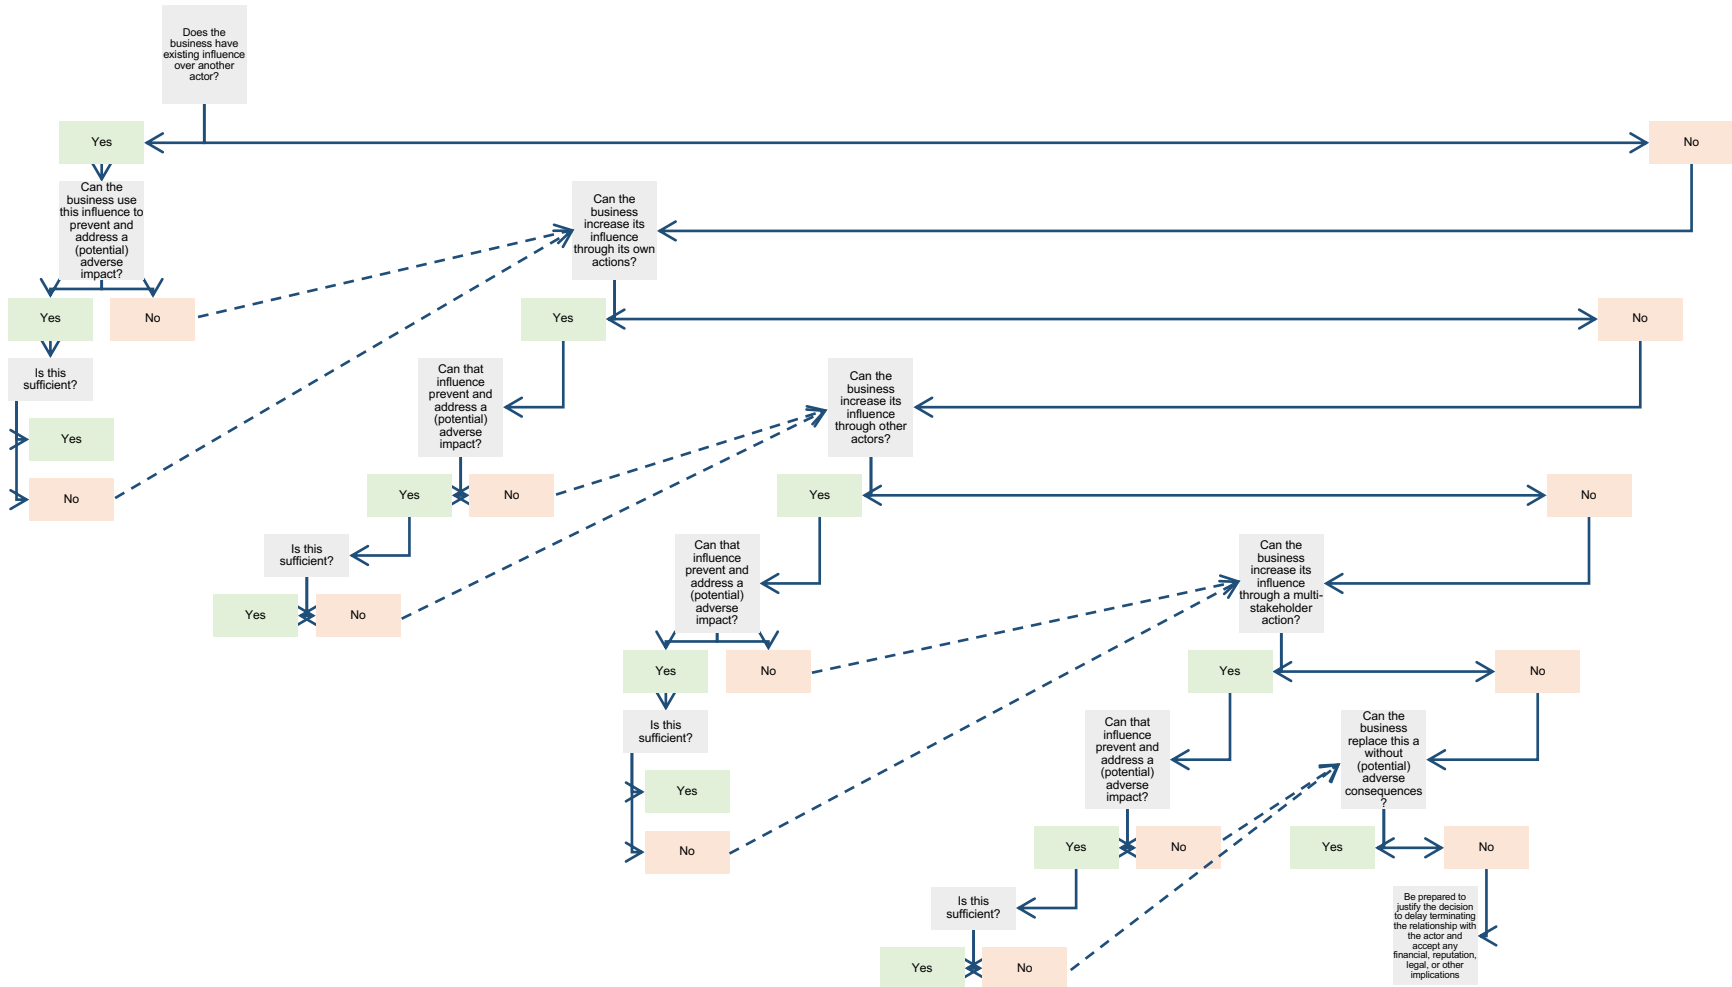 Does the
business have
existing influence
over another
actor?
Yes
No
Can the
business use
this influence to
prevent and
address a
(potential)
adverse
impact?
Can the
business
increase its
influence
through its own
actions?
Yes
No
Yes
No
Is this
sufficient?
Can that
influence
prevent and
address a
(potential)
adverse
impact?
Can the
business
increase its
influence
through other
actors?
Yes
No
Yes
No
Yes
No
Is this
sufficient?
Can that
influence
prevent and
address a
(potential)
adverse
impact?
Can the
business
increase its
influence
through a multi-
stakeholder
action?
Yes
No
Yes
No
Yes
No
Is this
sufficient?
Can that
influence
prevent and
address a
(potential)
adverse
impact?
Can the
business
replace this a
without
(potential)
adverse
consequences
?
Yes
No
Yes
No
Yes
No
Is this
sufficient?
Be prepared to
justify the decision
to delay terminating
the relationship with
the actor and
accept any
financial, reputation,
legal, or other
implications
Yes
No